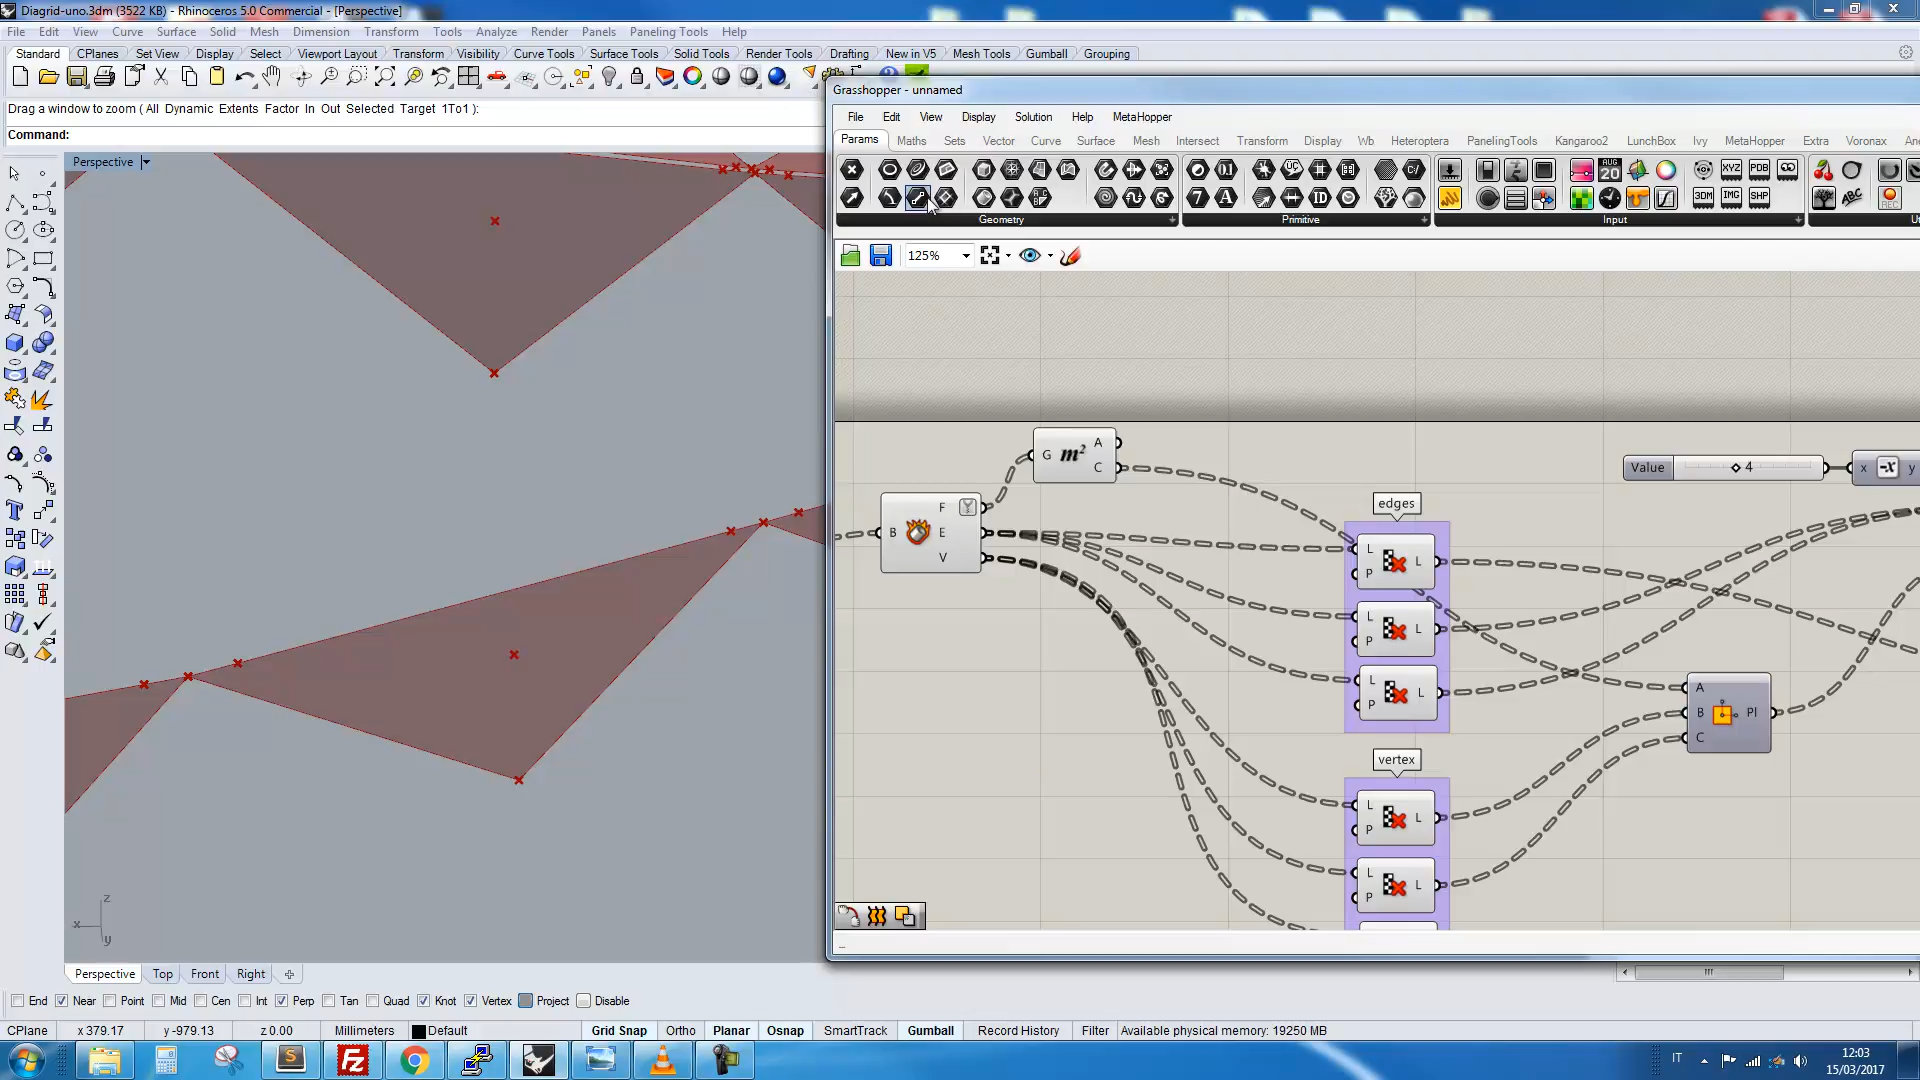 Diagrid-uno.3dm (3522 KB) - Rhinoceros 5.0 Commercial - [Perspective]
File Edit View Curve Surface Solid Mesh Dimension Transform Tools Analyze Render Panels Paneling Tools Help
Standard CPlanes Set View Display Select Viewport Layout Transform Visibility Curve Tools Surface Tools Solid Tools Render Tools Drafting New in V5 Mesh Tools Gumball Grouping
Drag a window to zoom ( All Dynamic Extents Factor In Out Selected Target 1To1 ):
Command:
Perspective
Grasshopper - unnamed
File Edit View Display Solution Help MetaHopper
Params Maths Sets Vector Curve Surface Mesh Intersect Transform Display Wb Heteroptera PanelingTools Kangaroo2 LunchBox Ivy MetaHopper Extra Voronax
Geometry Primitive Input
125%
G m² A C
B F E V
edges
L P L
L P L
L P L
vertex
L P L
L P L
Value 4
x -x y
A B C Pl
z x y
Perspective Top Front Right
End Near Point Mid Cen Int Perp Tan Quad Knot Vertex Project Disable
CPlane x 379.17 y -979.13 z 0.00 Millimeters Default Grid Snap Ortho Planar Osnap SmartTrack Gumball Record History Filter Available physical memory: 19250 MB
IT 12:03
15/03/2017